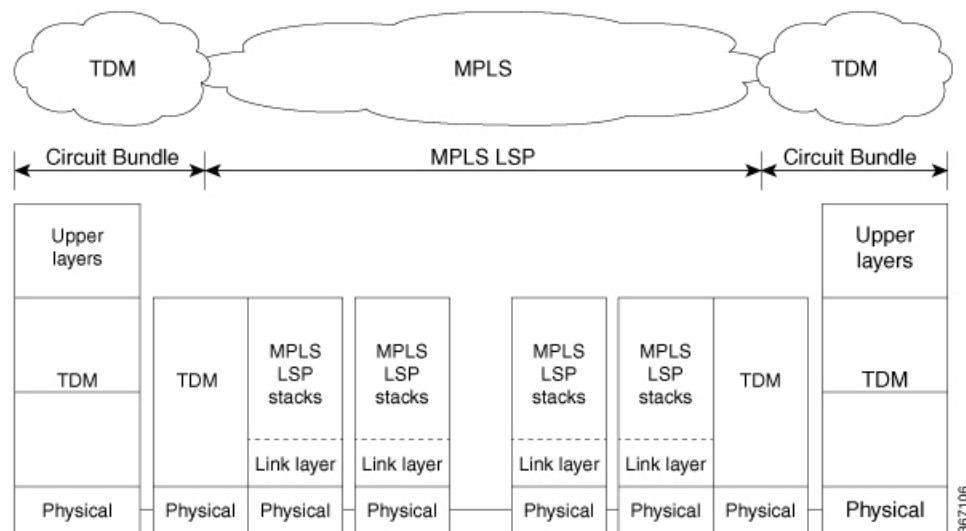 TDM
MPLS
TDM
Circuit Bundle
MPLS LSP
Circuit Bundle
Upper
layers
TDM
Physical
TDM
Physical
MPLS
LSP
stacks
Link layer
Physical
MPLS
LSP
stacks
Link layer
Physical
MPLS
LSP
stacks
Link layer
Physical
MPLS
LSP
stacks
Link layer
Physical
TDM
Physical
Upper
layers
TDM
Physical